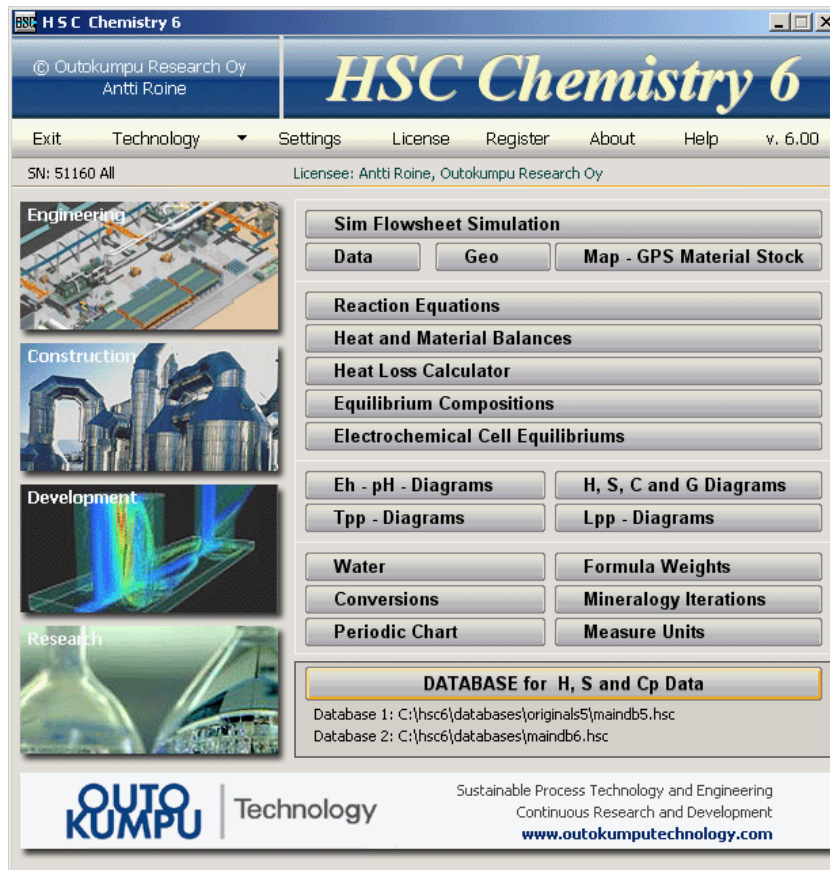 HSC H S C Chemistry 6
© Outokumpu Research Oy
Antti Roine
HSC Chemistry 6
Exit Technology Settings License Register About Help v. 6.00
SN: 51160 All Licensee: Antti Roine, Outokumpu Research Oy
Engineering
Construction
Development
Research
Sim Flowsheet Simulation
Data Geo Map - GPS Material Stock
Reaction Equations
Heat and Material Balances
Heat Loss Calculator
Equilibrium Compositions
Electrochemical Cell Equilibriums
Eh - pH - Diagrams H, S, C and G Diagrams
Tpp - Diagrams Lpp - Diagrams
Water Formula Weights
Conversions Mineralogy Iterations
Periodic Chart Measure Units
DATABASE for H, S and Cp Data
Database 1: C:\hsc6\databases\originals5\maindb5.hsc
Database 2: C:\hsc6\databases\maindb6.hsc
OUTO
KUMPU
Technology
Sustainable Process Technology and Engineering
Continuous Research and Development
www.outokumputechnology.com